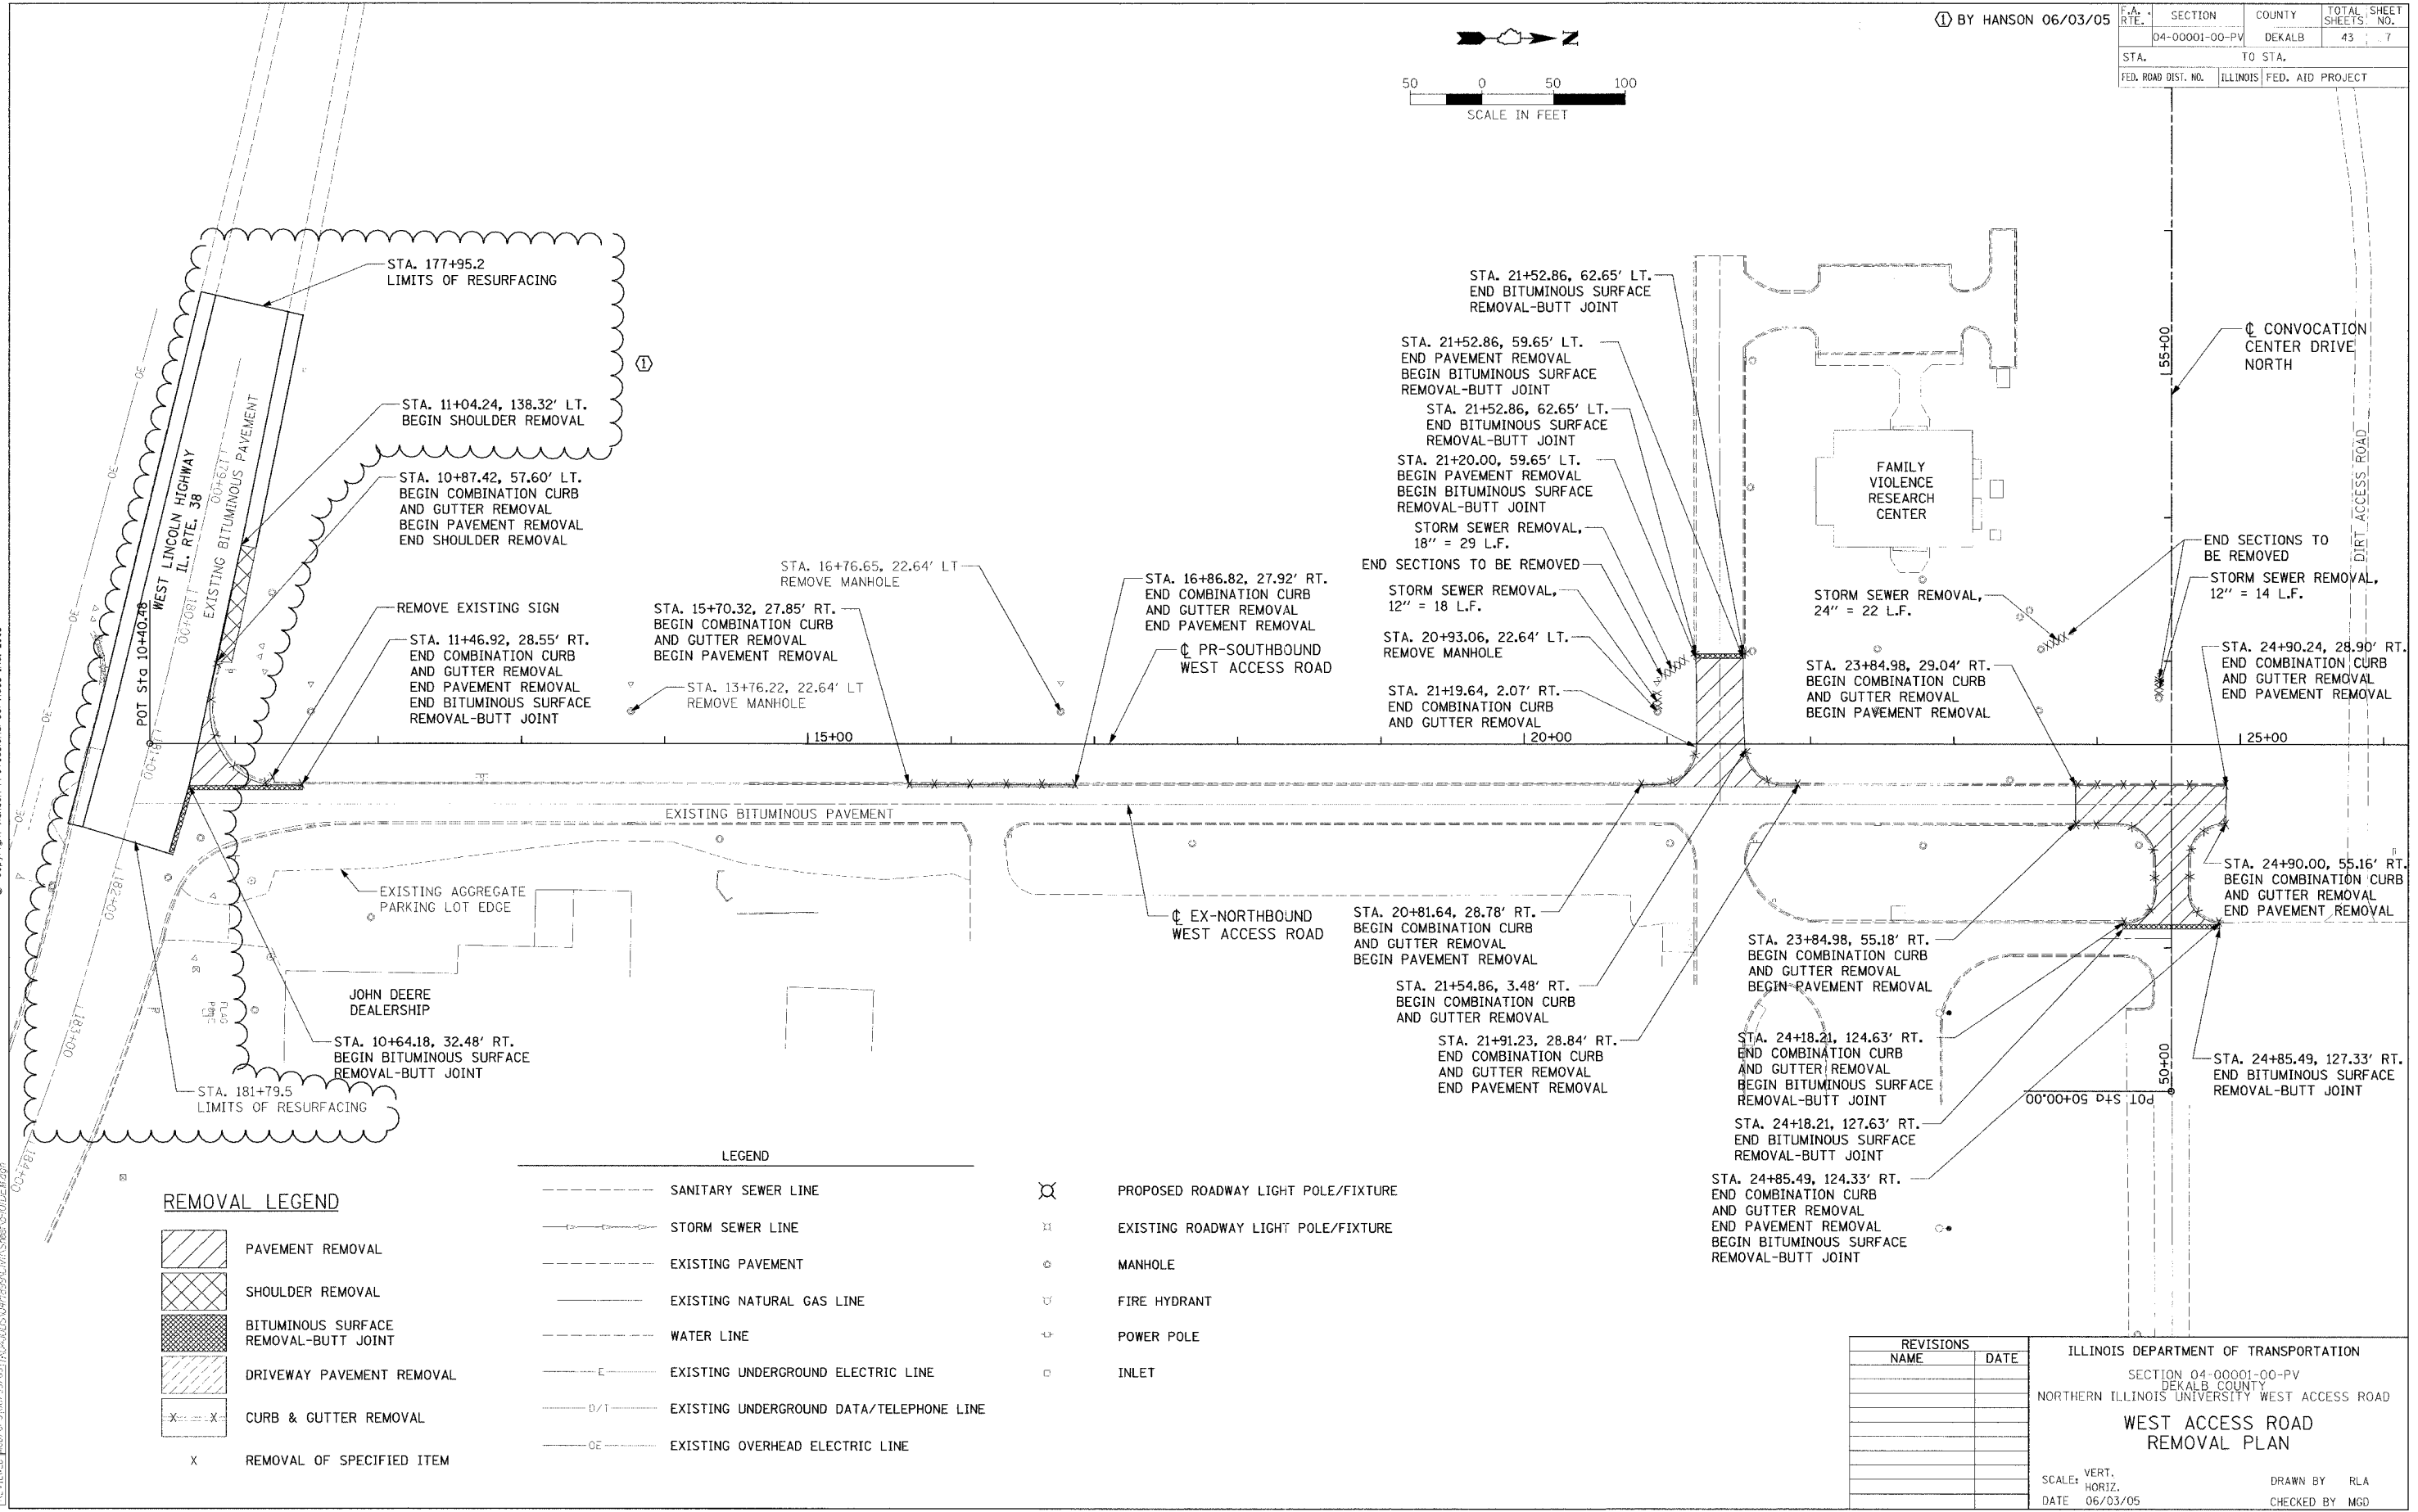 1 BY HANSON 06/03/05
F.A. RTE. SECTION COUNTY TOTAL SHEETS SHEET NO.
04-00001-00-PV DEKALB 43 7
STA. TO STA.
FED. ROAD DIST. NO. ILLINOIS FED. AID PROJECT
N
50 0 50 100
SCALE IN FEET
STA. 177+95.2
LIMITS OF RESURFACING
1
STA. 11+04.24, 138.32' LT.
BEGIN SHOULDER REMOVAL
STA. 10+87.42, 57.60' LT.
BEGIN COMBINATION CURB
AND GUTTER REMOVAL
BEGIN PAVEMENT REMOVAL
END SHOULDER REMOVAL
REMOVE EXISTING SIGN
STA. 11+46.92, 28.55' RT.
END COMBINATION CURB
AND GUTTER REMOVAL
END PAVEMENT REMOVAL
END BITUMINOUS SURFACE
REMOVAL-BUTT JOINT
POT Sta 10+40.48
WEST LINCOLN HIGHWAY
IL. RTE. 38
EXISTING BITUMINOUS PAVEMENT
179+00
180+00
181+00
182+00
183+00
184+00
OE
OE
OE
OE
OE
STA. 16+76.65, 22.64' LT
REMOVE MANHOLE
STA. 15+70.32, 27.85' RT.
BEGIN COMBINATION CURB
AND GUTTER REMOVAL
BEGIN PAVEMENT REMOVAL
STA. 13+76.22, 22.64' LT
REMOVE MANHOLE
STA. 16+86.82, 27.92' RT.
END COMBINATION CURB
AND GUTTER REMOVAL
END PAVEMENT REMOVAL
℄ PR-SOUTHBOUND
WEST ACCESS ROAD
15+00
20+00
25+00
STA. 21+52.86, 62.65' LT.
END BITUMINOUS SURFACE
REMOVAL-BUTT JOINT
STA. 21+52.86, 59.65' LT.
END PAVEMENT REMOVAL
BEGIN BITUMINOUS SURFACE
REMOVAL-BUTT JOINT
STA. 21+52.86, 62.65' LT.
END BITUMINOUS SURFACE
REMOVAL-BUTT JOINT
STA. 21+20.00, 59.65' LT.
BEGIN PAVEMENT REMOVAL
BEGIN BITUMINOUS SURFACE
REMOVAL-BUTT JOINT
STORM SEWER REMOVAL,
18" = 29 L.F.
END SECTIONS TO BE REMOVED
STORM SEWER REMOVAL,
12" = 18 L.F.
STA. 20+93.06, 22.64' LT.
REMOVE MANHOLE
STA. 21+19.64, 2.07' RT.
END COMBINATION CURB
AND GUTTER REMOVAL
FAMILY
VIOLENCE
RESEARCH
CENTER
STORM SEWER REMOVAL,
24" = 22 L.F.
STA. 23+84.98, 29.04' RT.
BEGIN COMBINATION CURB
AND GUTTER REMOVAL
BEGIN PAVEMENT REMOVAL
55+00
℄ CONVOCATION
CENTER DRIVE
NORTH
DIRT ACCESS ROAD
END SECTIONS TO
BE REMOVED
STORM SEWER REMOVAL,
12" = 14 L.F.
STA. 24+90.24, 28.90' RT.
END COMBINATION CURB
AND GUTTER REMOVAL
END PAVEMENT REMOVAL
EXISTING BITUMINOUS PAVEMENT
EXISTING AGGREGATE
PARKING LOT EDGE
℄ EX-NORTHBOUND
WEST ACCESS ROAD
JOHN DEERE
DEALERSHIP
FLAG
STA. 10+64.18, 32.48' RT.
BEGIN BITUMINOUS SURFACE
REMOVAL-BUTT JOINT
STA. 181+79.5
LIMITS OF RESURFACING
STA. 20+81.64, 28.78' RT.
BEGIN COMBINATION CURB
AND GUTTER REMOVAL
BEGIN PAVEMENT REMOVAL
STA. 21+54.86, 3.48' RT.
BEGIN COMBINATION CURB
AND GUTTER REMOVAL
STA. 21+91.23, 28.84' RT.
END COMBINATION CURB
AND GUTTER REMOVAL
END PAVEMENT REMOVAL
STA. 24+90.00, 55.16' RT.
BEGIN COMBINATION CURB
AND GUTTER REMOVAL
END PAVEMENT REMOVAL
STA. 23+84.98, 55.18' RT.
BEGIN COMBINATION CURB
AND GUTTER REMOVAL
BEGIN PAVEMENT REMOVAL
STA. 24+18.21, 124.63' RT.
END COMBINATION CURB
AND GUTTER REMOVAL
BEGIN BITUMINOUS SURFACE
REMOVAL-BUTT JOINT
STA. 24+18.21, 127.63' RT.
END BITUMINOUS SURFACE
REMOVAL-BUTT JOINT
STA. 24+85.49, 124.33' RT.
END COMBINATION CURB
AND GUTTER REMOVAL
END PAVEMENT REMOVAL
BEGIN BITUMINOUS SURFACE
REMOVAL-BUTT JOINT
50+00
POT Sta 50+00.00
STA. 24+85.49, 127.33' RT.
END BITUMINOUS SURFACE
REMOVAL-BUTT JOINT
REMOVAL LEGEND
PAVEMENT REMOVAL
SHOULDER REMOVAL
BITUMINOUS SURFACE
REMOVAL-BUTT JOINT
DRIVEWAY PAVEMENT REMOVAL
X X CURB & GUTTER REMOVAL
X REMOVAL OF SPECIFIED ITEM
LEGEND
SANITARY SEWER LINE
STORM SEWER LINE
EXISTING PAVEMENT
EXISTING NATURAL GAS LINE
WATER LINE
E EXISTING UNDERGROUND ELECTRIC LINE
D/T EXISTING UNDERGROUND DATA/TELEPHONE LINE
OE EXISTING OVERHEAD ELECTRIC LINE
PROPOSED ROADWAY LIGHT POLE/FIXTURE
EXISTING ROADWAY LIGHT POLE/FIXTURE
MANHOLE
FIRE HYDRANT
POWER POLE
INLET
REVISIONS
NAME DATE
ILLINOIS DEPARTMENT OF TRANSPORTATION
SECTION 04-00001-00-PV
DEKALB COUNTY
NORTHERN ILLINOIS UNIVERSITY WEST ACCESS ROAD
WEST ACCESS ROAD
REMOVAL PLAN
SCALE: VERT.
HORIZ.
DATE 06/03/05
DRAWN BY RLA
CHECKED BY MGD